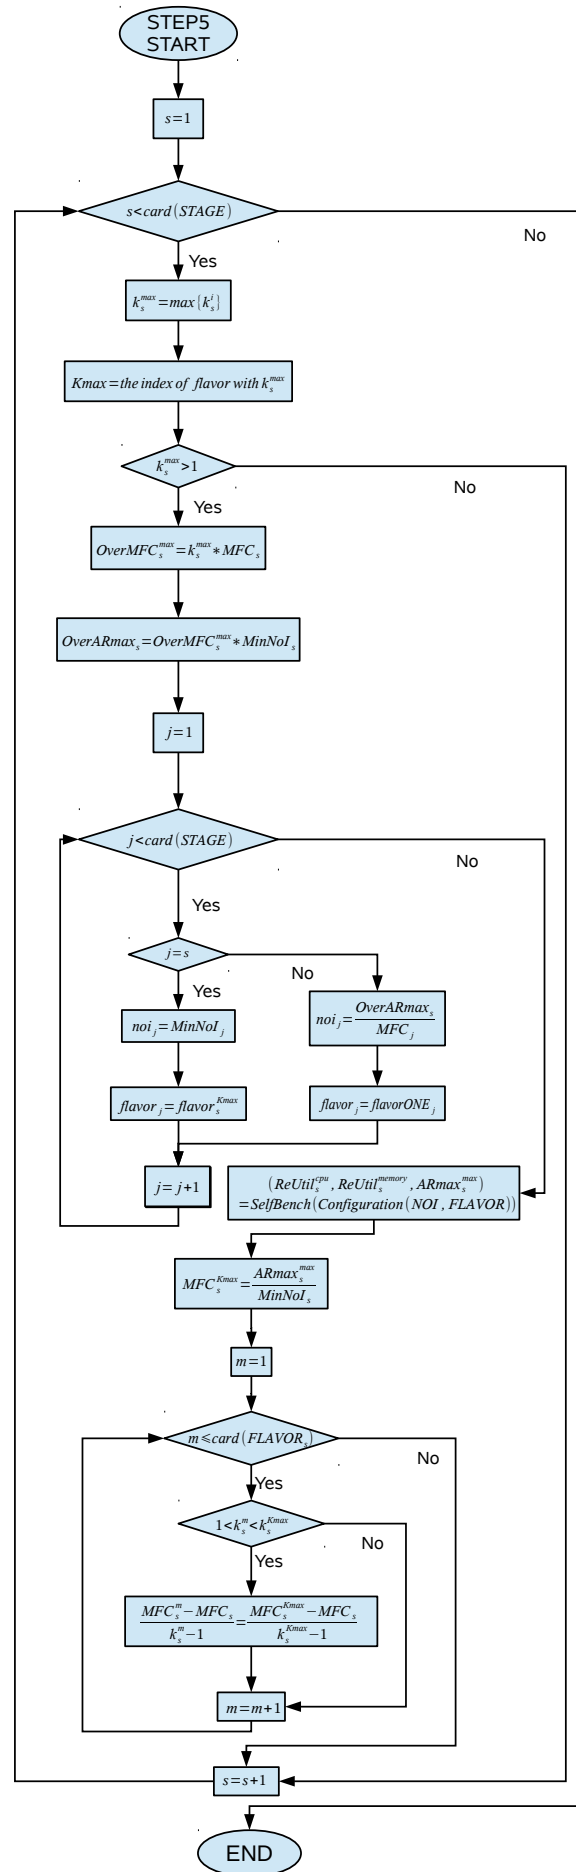 STEP5
START
s=1
s<card(STAGE)
No
Yes
k_s^max=max{k_s^i}
Kmax=the index of flavor with k_s^max
k_s^max>1
No
Yes
OverMFC_s^max=k_s^max*MFC_s
OverARmax_s=OverMFC_s^max*MinNoI_s
j=1
j<card(STAGE)
No
Yes
j=s
No
Yes
noi_j=MinNoI_j
noi_j=OverARmax_s/MFC_j
flavor_j=flavor_s^Kmax
flavor_j=flavorONE_j
j=j+1
(ReUtil_s^cpu, ReUtil_s^memory, ARmax_s^max)
=SelfBench(Configuration(NOI, FLAVOR))
MFC_s^Kmax=ARmax_s^max/MinNoI_s
m=1
m≤card(FLAVOR_s)
No
Yes
1<k_s^m<k_s^Kmax
No
Yes
(MFC_s^m−MFC_s)/(k_s^m−1)=(MFC_s^Kmax−MFC_s)/(k_s^Kmax−1)
m=m+1
s=s+1
END